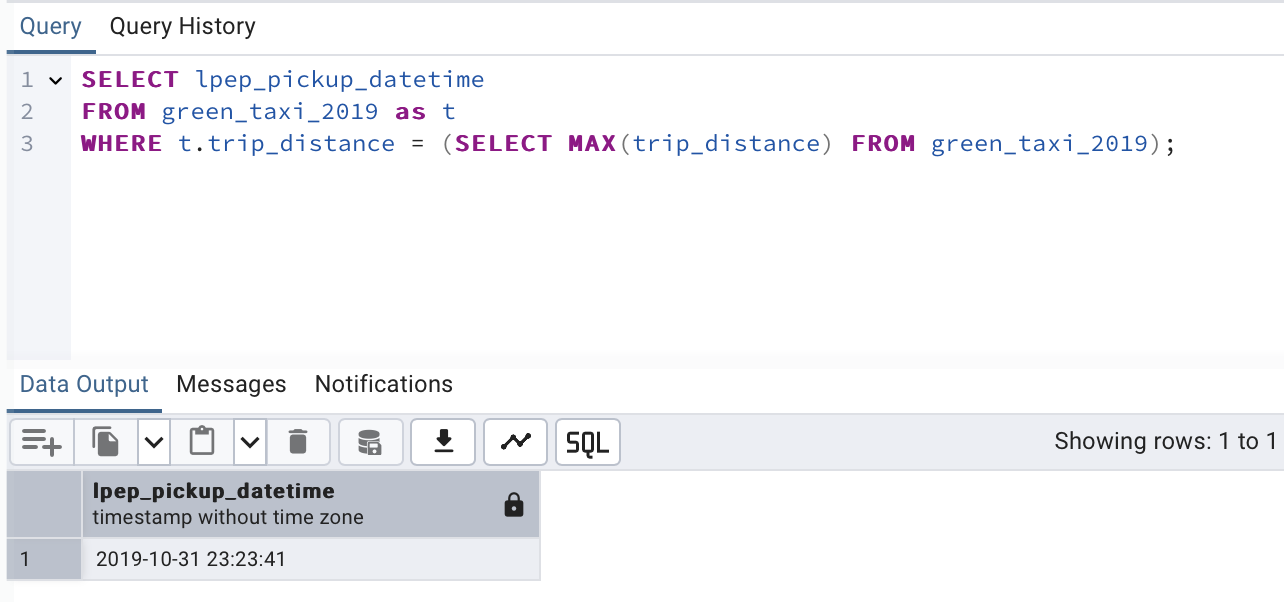 Query Query History
1 SELECT lpep_pickup_datetime
2 FROM green_taxi_2019 as t
3 WHERE t.trip_distance = (SELECT MAX(trip_distance) FROM green_taxi_2019);
Data Output Messages Notifications
SQL Showing rows: 1 to 1
lpep_pickup_datetime
timestamp without time zone
1 2019-10-31 23:23:41